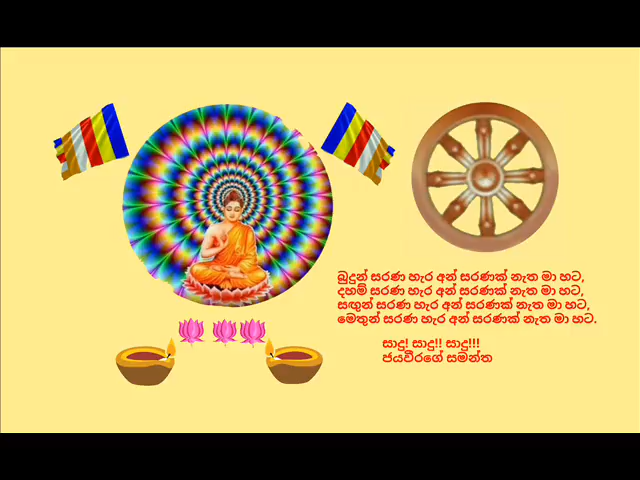 බුදුන් සරණ හැර අන් සරණක් නැත මා හට,
දහම් සරණ හැර අන් සරණක් නැත මා හට,
සඟුන් සරණ හැර අන් සරණක් නැත මා හට,
මෙතුන් සරණ හැර අන් සරණක් නැත මා හට.
සාදු! සාදු!! සාදු!!!
ජයවීරගේ සමන්ත